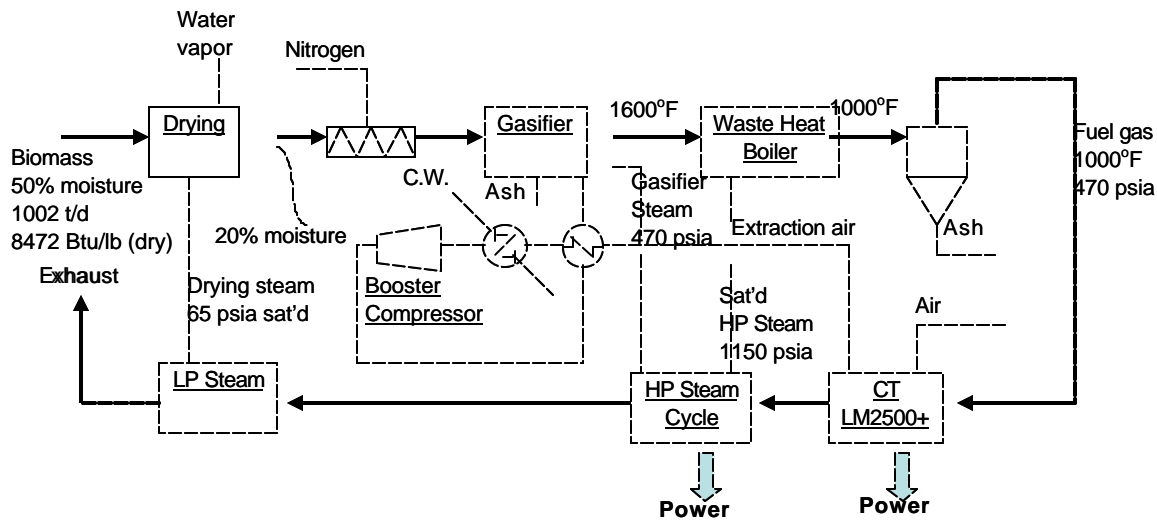 Water
vapor
Nitrogen
Drying
Gasifier
1600°F
Waste Heat
Boiler
1000°F
Fuel gas
1000°F
470 psia
Biomass
50% moisture
1002 t/d
8472 Btu/lb (dry)
20% moisture
C.W.
Ash
Gasifier
Steam
470 psia
Extraction air
Ash
Exhaust
Drying steam
65 psia sat'd
Booster
Compressor
Sat'd
HP Steam
1150 psia
Air
LP Steam
HP Steam
Cycle
CT
LM2500+
Power
Power